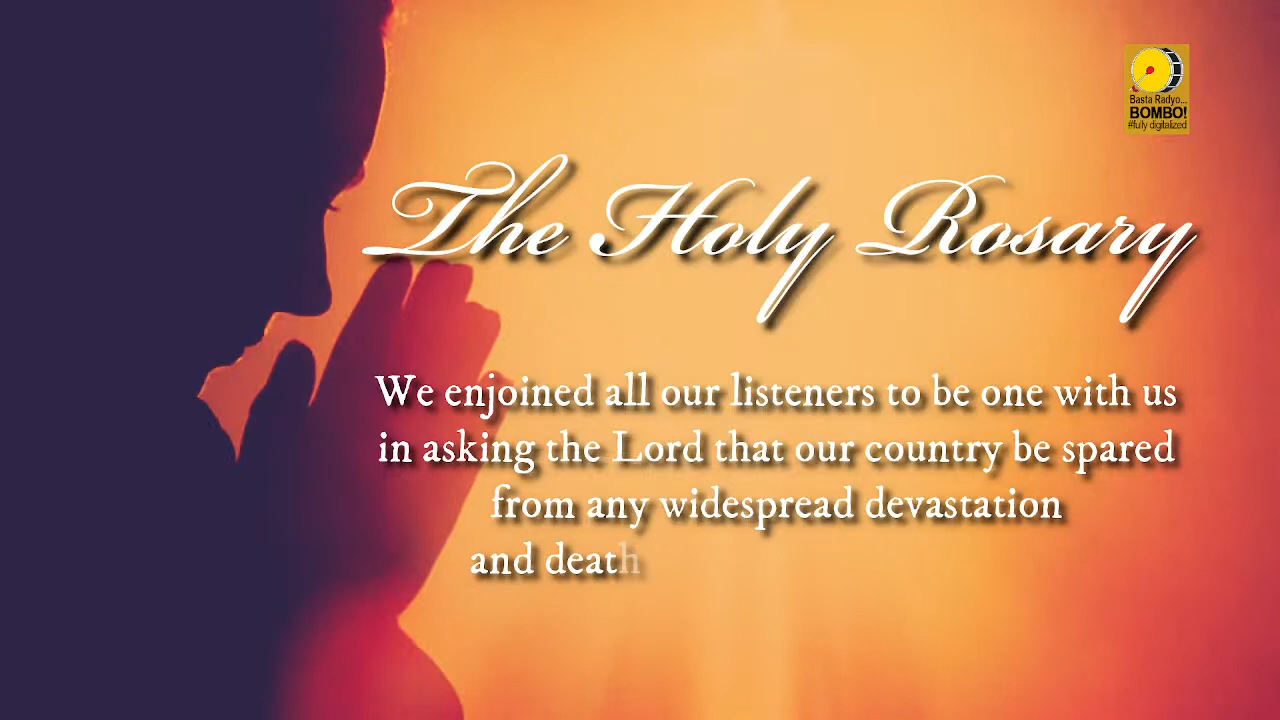 Basta Radyo...
BOMBO!
#fully digitalized
The Holy Rosary
We enjoined all our listeners to be one with us
in asking the Lord that our country be spared
from any widespread devastation
and death